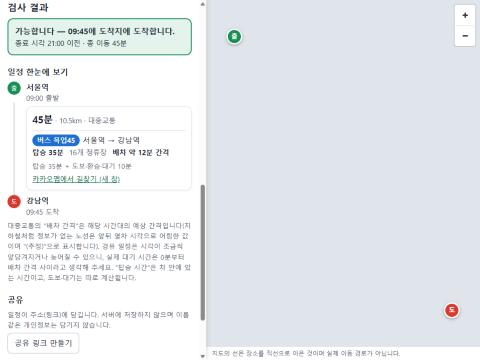 검사 결과
가능합니다 — 09:45에 도착지에 도착합니다.
종료 시각 21:00 이전 · 총 이동 45분
일정 한눈에 보기
출
서울역
09:00 출발
45분 · 10.5km · 대중교통
버스 목업45 서울역 → 강남역
탑승 35분 16개 정류장 배차 약 12분 간격
탑승 35분 + 도보·환승·대기 10분
카카오맵에서 길찾기 (새 창)
도
강남역
09:45 도착
대중교통의 "배차 간격"은 해당 시간대의 예상 간격입니다(지
하철처럼 정보가 없는 노선은 앞뒤 열차 시각으로 어림한 값
이며 "(추정)"으로 표시합니다). 경유 일정은 시각이 조금씩
앞당겨지거나 늦어질 수 있으니, 실제 대기 시간은 0분부터
배차 간격 사이라고 생각해 주세요. "탑승 시간"은 차 안에 있
는 시간이고, 도보·대기는 따로 계산됩니다.
공유
일정이 주소(링크)에 담깁니다. 서버에 저장하지 않으며 이름
같은 개인정보는 담기지 않습니다.
공유 링크 만들기
출
+
−
도
지도의 선은 장소를 직선으로 이은 것이며 실제 이동 경로가 아닙니다.